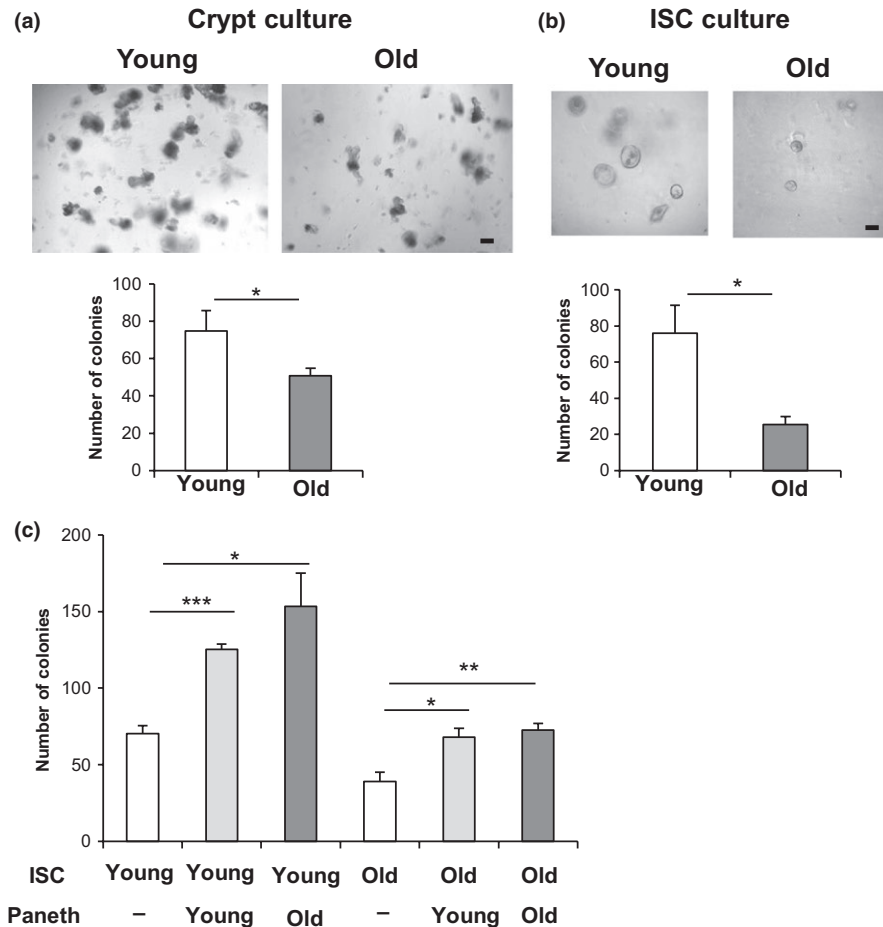 (a)
Crypt culture
Young Old
*
Number of colonies
100
80
60
40
20
0
Young Old
(b)
ISC culture
Young Old
*
Number of colonies
100
80
60
40
20
0
Young Old
(c)
Number of colonies
200
150
100
50
0
***
*
*
**
ISC Young Young Young Old Old Old
Paneth – Young Old – Young Old